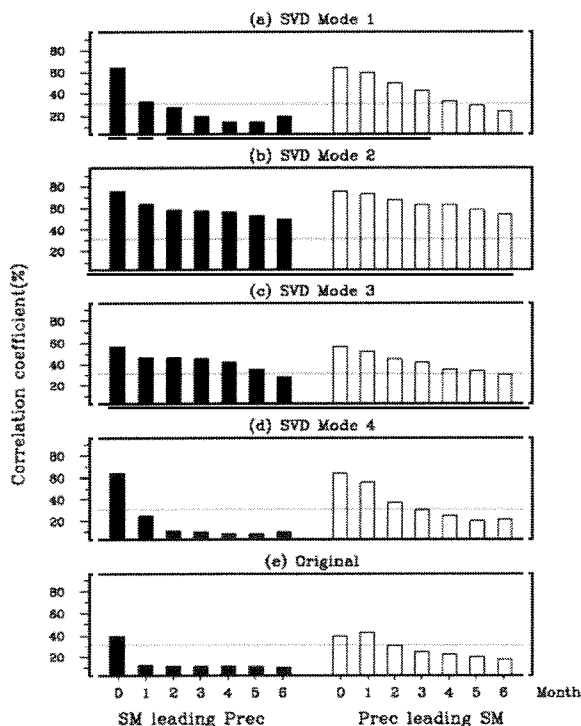 (a) SVD Mode 1
80
60
40
20
(b) SVD Mode 2
80
60
40
20
(c) SVD Mode 3
80
60
40
20
(d) SVD Mode 4
80
60
40
20
(e) Original
80
60
40
20
Correlation coefficient(%)
0 1 2 3 4 5 6 0 1 2 3 4 5 6 Month
SM leading Prec Prec leading SM